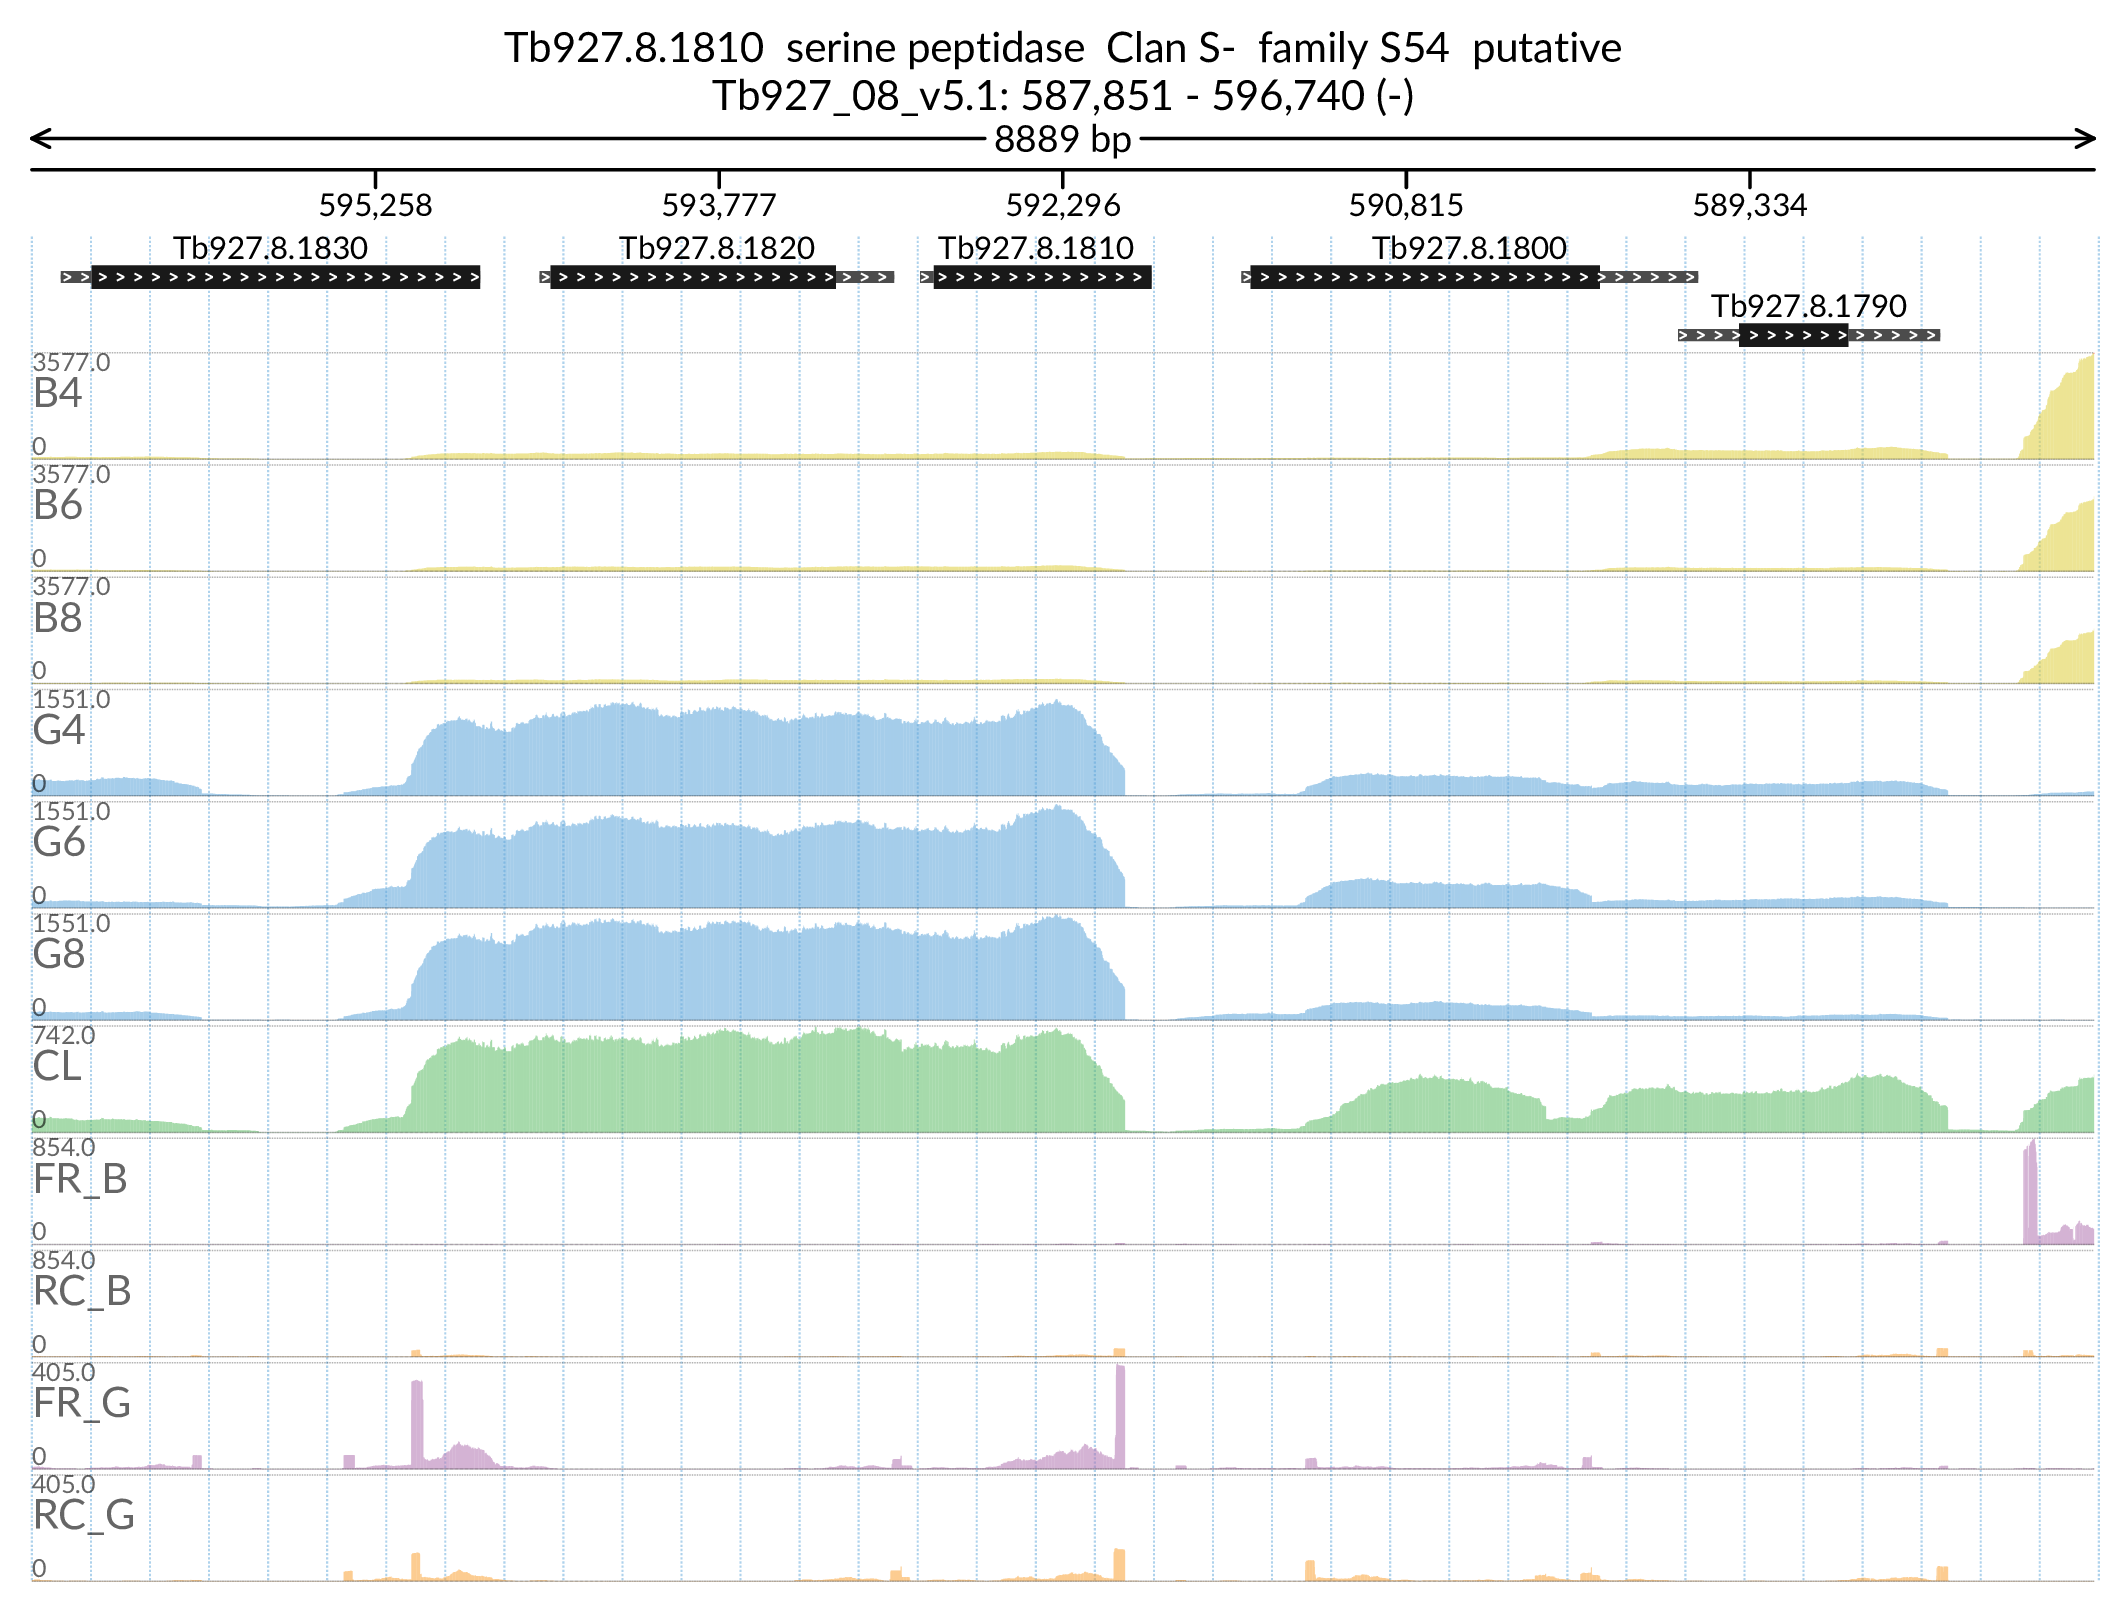 Tb927.8.1810  serine peptidase  Clan S-  family S54  putative
Tb927_08_v5.1: 587,851 - 596,740 (-)
8889 bp
595,258 593,777 592,296 590,815 589,334
Tb927.8.1830 Tb927.8.1820 Tb927.8.1810 Tb927.8.1800
Tb927.8.1790
3577.0
B4
0
3577.0
B6
0
3577.0
B8
0
1551.0
G4
0
1551.0
G6
0
1551.0
G8
0
742.0
CL
0
854.0
FR_B
0
854.0
RC_B
0
405.0
FR_G
0
405.0
RC_G
0